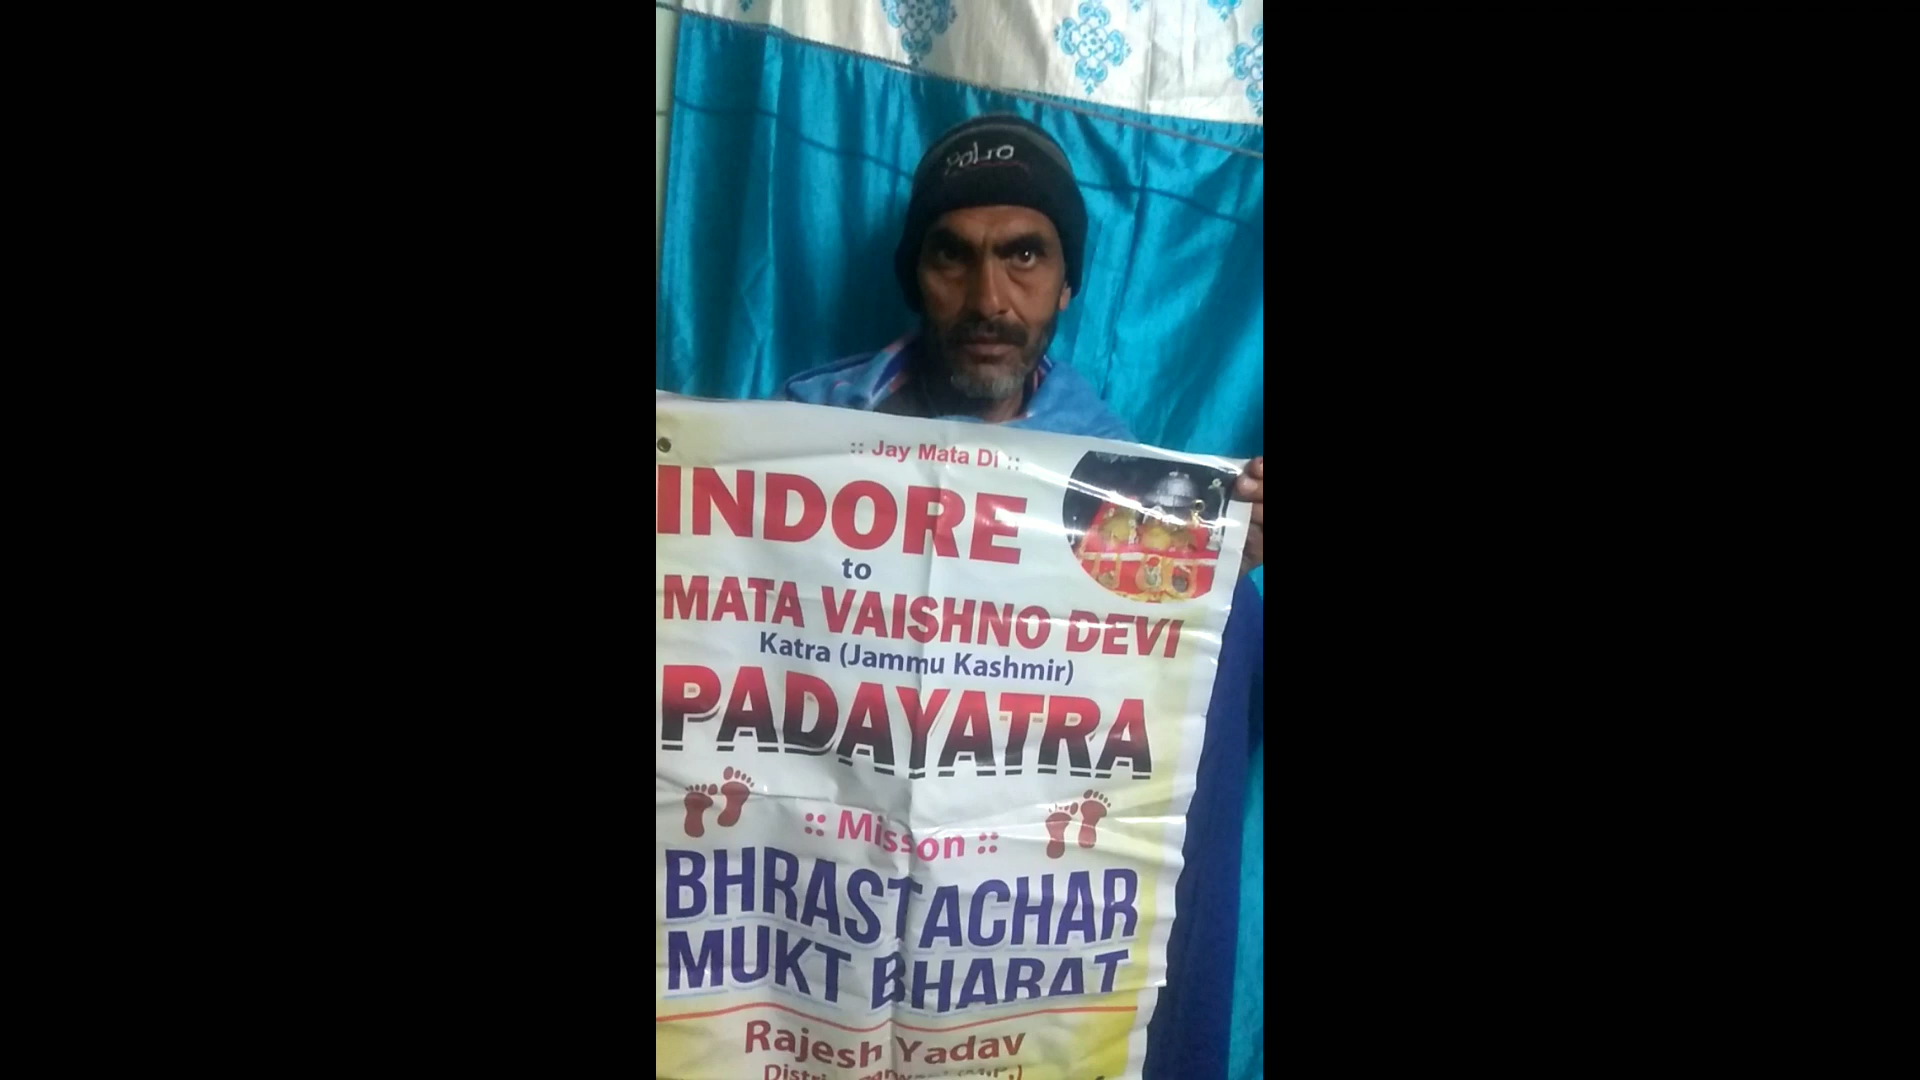 Polo
:: Jay Mata Di ::
INDORE
to
MATA VAISHNO DEVI
Katra (Jammu Kashmir)
PADAYATRA
:: Misson ::
BHRASTACHAR
MUKT BHARAT
Rajesh Yadav